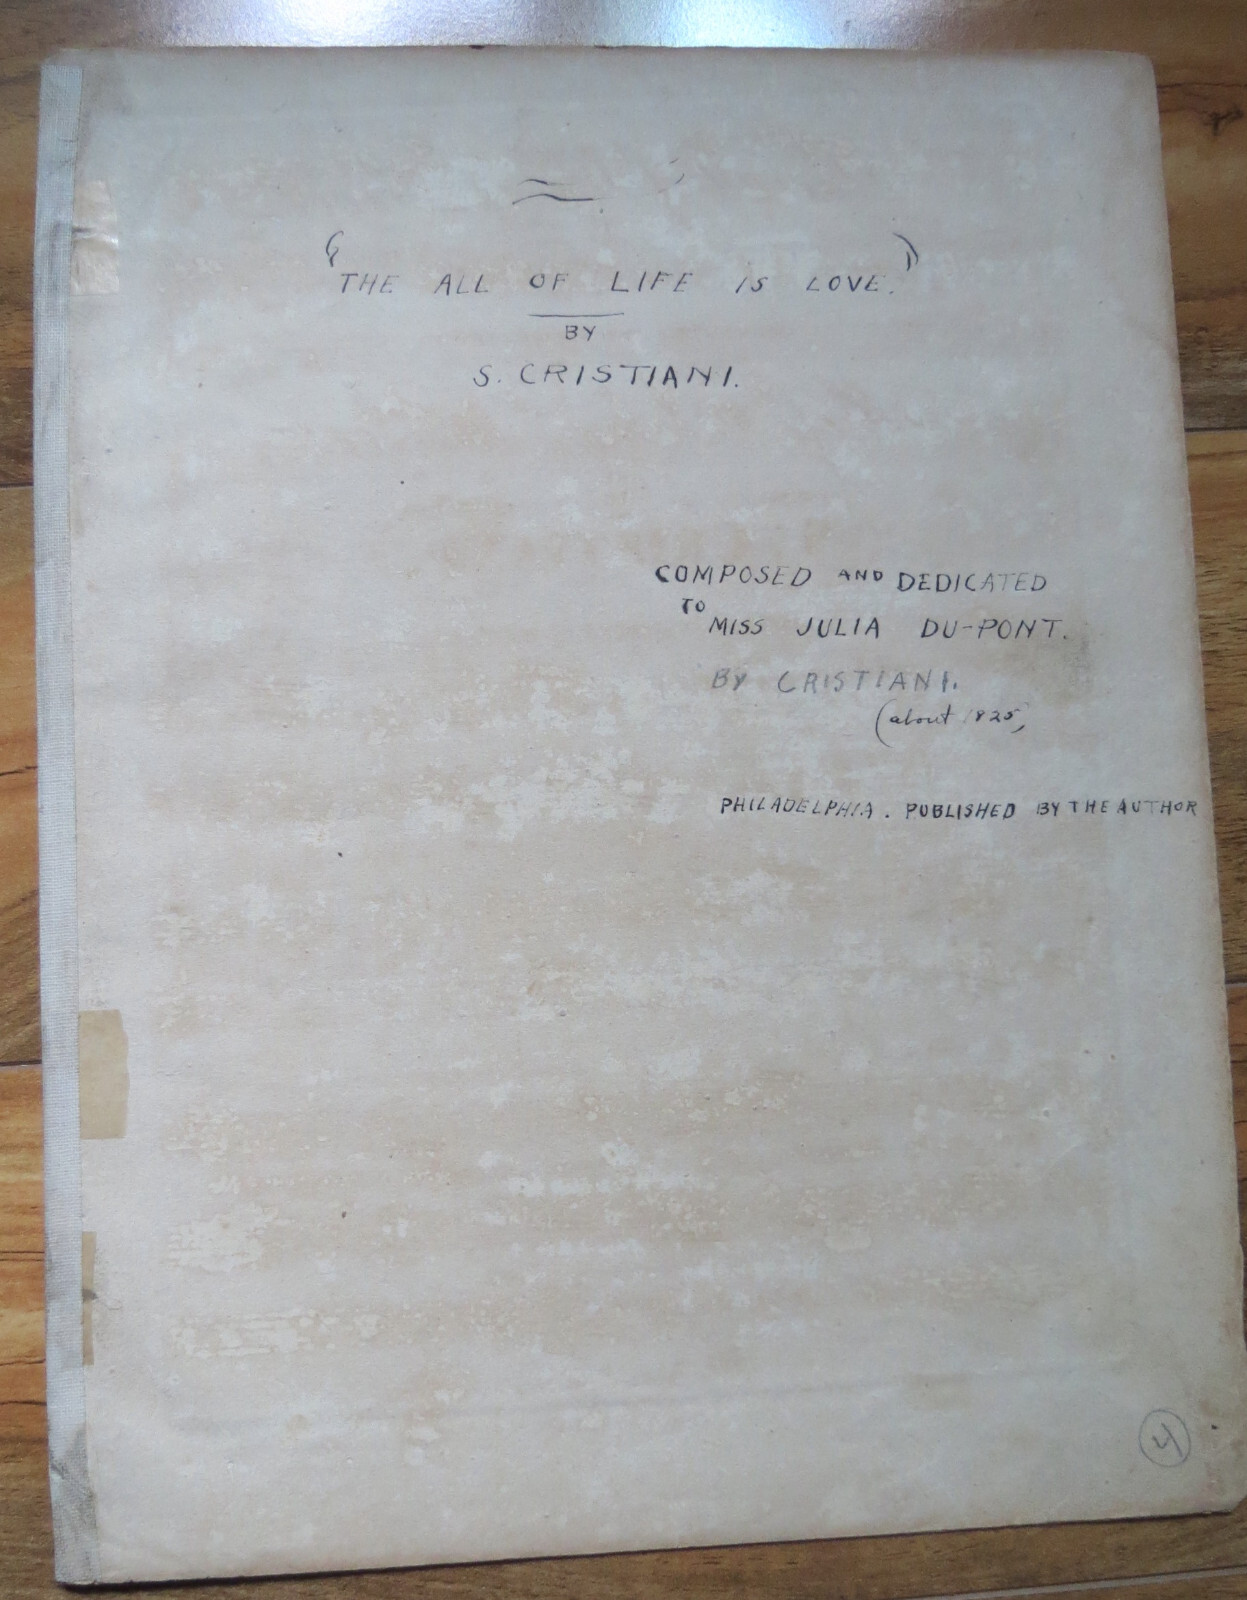 "THE ALL OF LIFE IS LOVE."
BY
S. CRISTIANI.
COMPOSED AND DEDICATED
TO MISS JULIA DU-PONT.
BY CRISTIANI.
(about 1825)
PHILADELPHIA. PUBLISHED BY THE AUTHOR
4